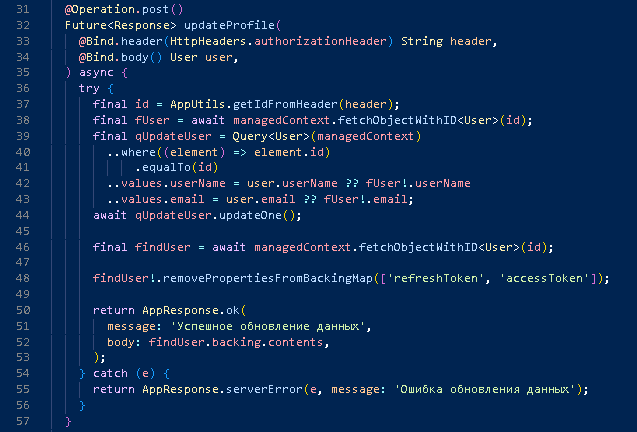 31 @Operation.post()
32 Future<Response> updateProfile(
33 @Bind.header(HttpHeaders.authorizationHeader) String header,
34 @Bind.body() User user,
35 ) async {
36 try {
37 final id = AppUtils.getIdFromHeader(header);
38 final fUser = await managedContext.fetchObjectWithID<User>(id);
39 final qUpdateUser = Query<User>(managedContext)
40 ..where((element) => element.id)
41 .equalTo(id)
42 ..values.userName = user.userName ?? fUser!.userName
43 ..values.email = user.email ?? fUser!.email;
44 await qUpdateUser.updateOne();
45
46 final findUser = await managedContext.fetchObjectWithID<User>(id);
47
48 findUser!.removePropertiesFromBackingMap(['refreshToken', 'accessToken']);
49
50 return AppResponse.ok(
51 message: 'Успешное обновление данных',
52 body: findUser.backing.contents,
53 );
54 } catch (e) {
55 return AppResponse.serverError(e, message: 'Ошибка обновления данных');
56 }
57 }